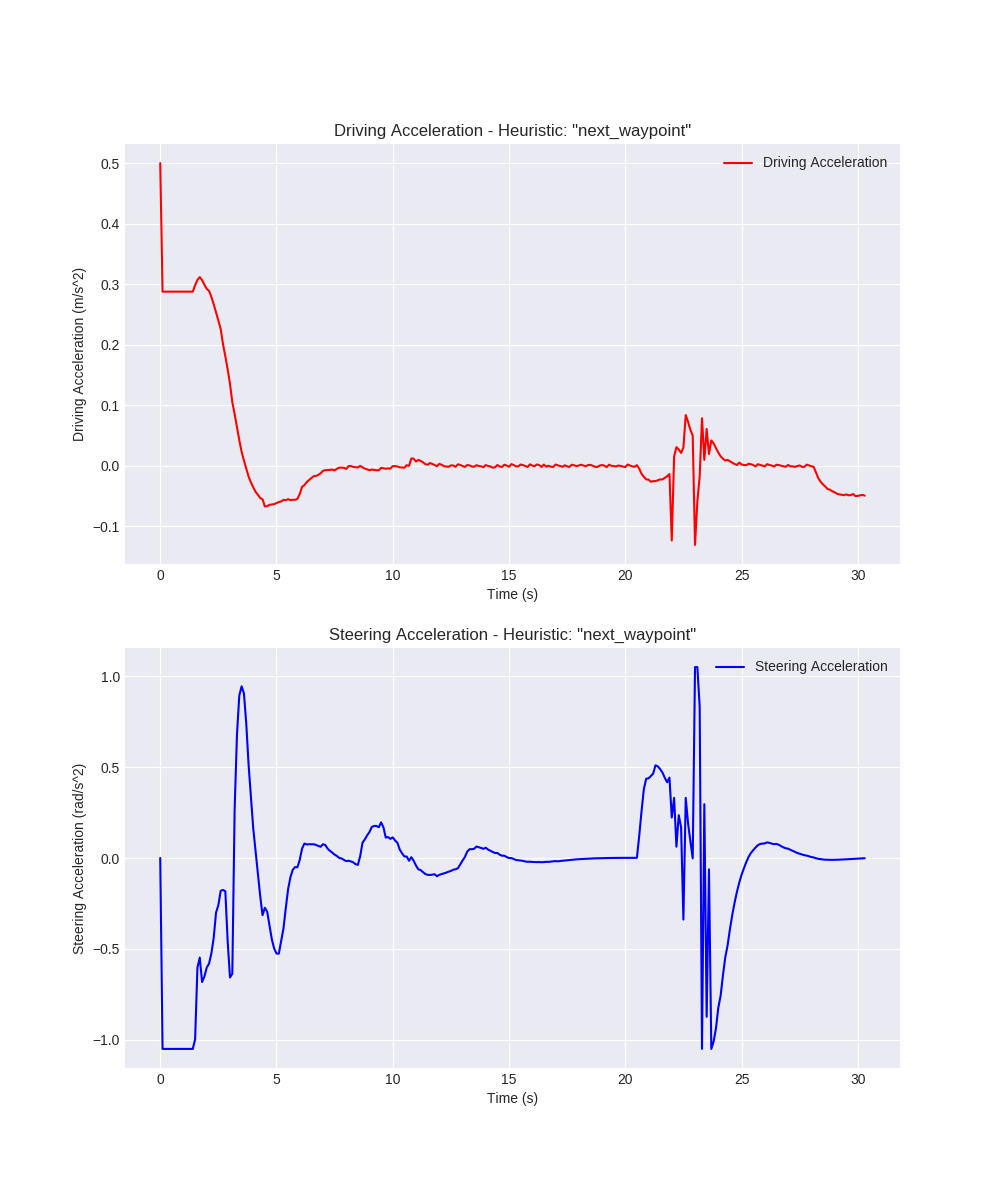 Driving Acceleration - Heuristic: "next_waypoint"
Driving Acceleration
0.5
0.4
0.3
0.2
0.1
0.0
−0.1
Driving Acceleration (m/s^2)
0 5 10 15 20 25 30
Time (s)
Steering Acceleration - Heuristic: "next_waypoint"
Steering Acceleration
1.0
0.5
0.0
−0.5
−1.0
Steering Acceleration (rad/s^2)
0 5 10 15 20 25 30
Time (s)